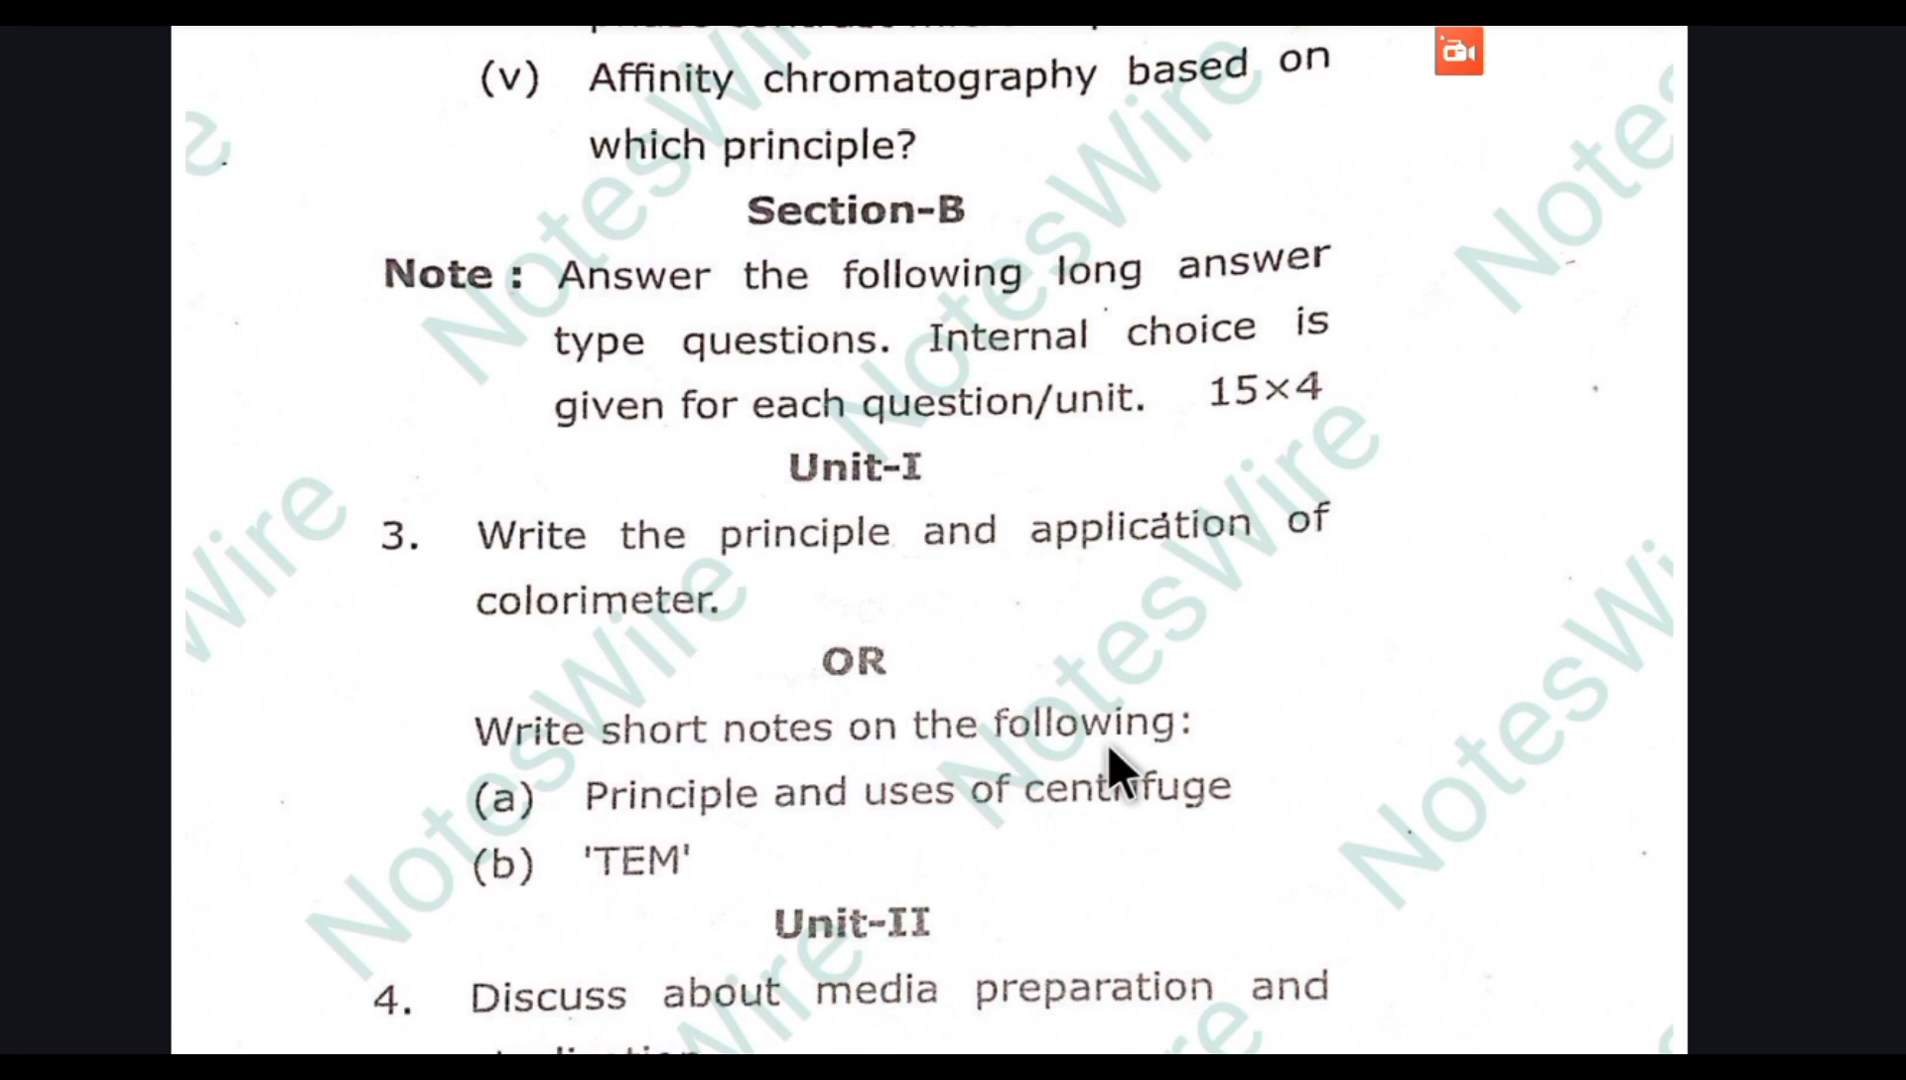 (v) Affinity chromatography based on
which principle?
Section-B
Note : Answer the following long answer
type questions. Internal choice is
given for each question/unit. 15×4
Unit-I
3. Write the principle and application of
colorimeter.
OR
Write short notes on the following:
(a) Principle and uses of centrifuge
(b) 'TEM'
Unit-II
4. Discuss about media preparation and
NotesWire